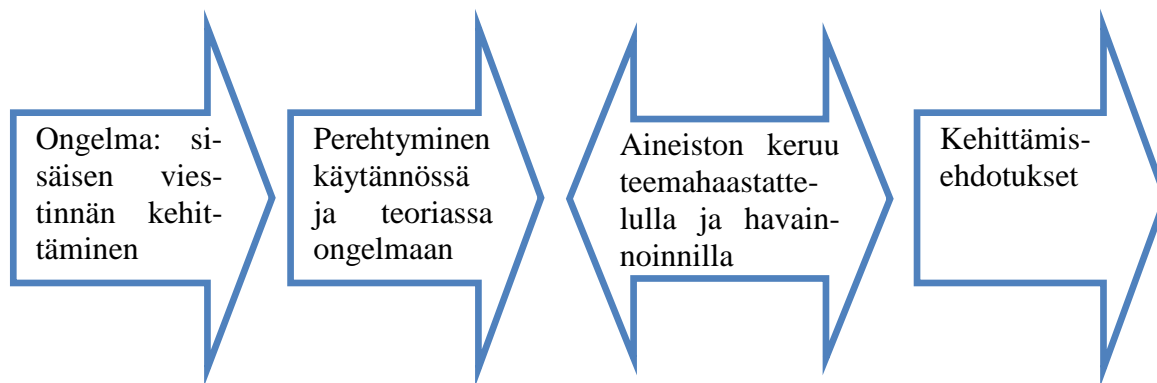 Ongelma: si-
säisen vies-
tinnän kehit-
täminen
Perehtyminen
käytännössä
ja teoriassa
ongelmaan
Aineiston keruu
teemahaastatte-
lulla ja havain-
noinnilla
Kehittämis-
ehdotukset